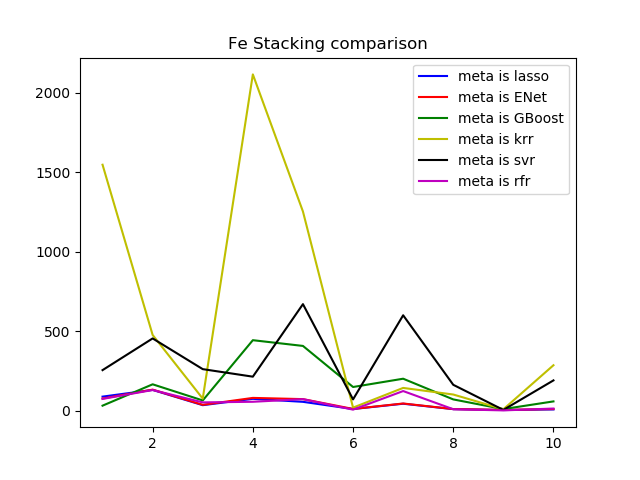 Fe Stacking comparison
meta is lasso
meta is ENet
meta is GBoost
meta is krr
meta is svr
meta is rfr
2000
1500
1000
500
0
2 4 6 8 10